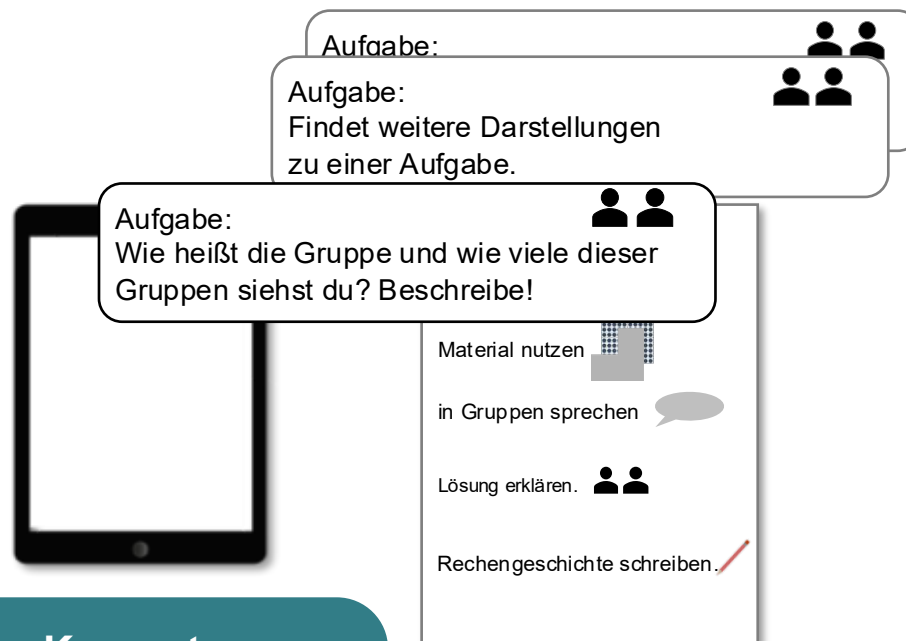 Aufgabe:
Aufgabe:
Findet weitere Darstellungen
zu einer Aufgabe.
Aufgabe:
Wie heißt die Gruppe und wie viele dieser
Gruppen siehst du? Beschreibe!
Material nutzen
in Gruppen sprechen
Lösung erklären.
Rechengeschichte schreiben.